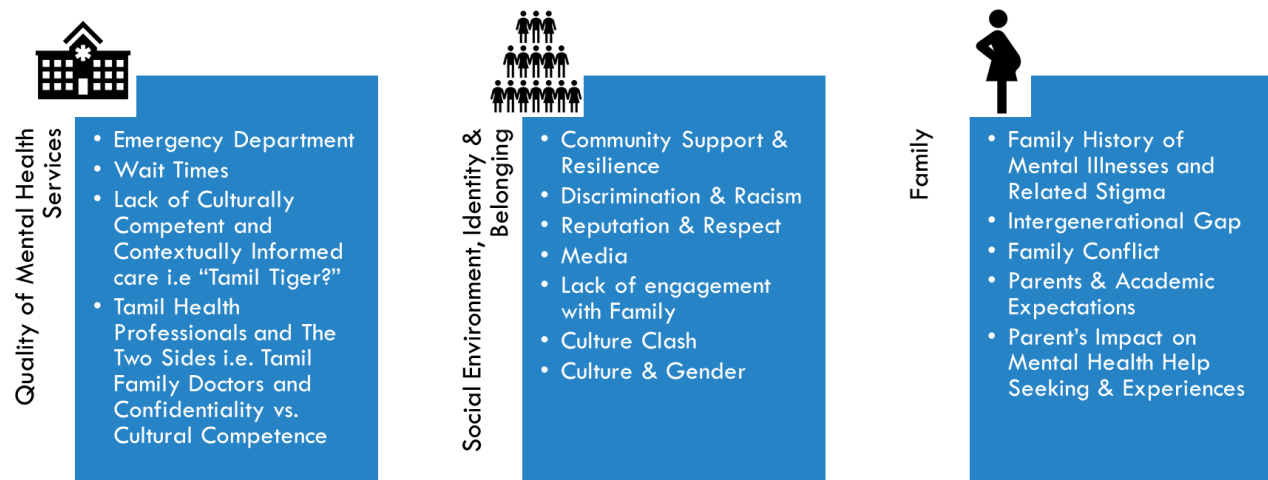 Quality of Mental Health
Services
• Emergency Department
• Wait Times
• Lack of Culturally
Competent and
Contextually Informed
care i.e “Tamil Tiger?”
• Tamil Health
Professionals and The
Two Sides i.e. Tamil
Family Doctors and
Confidentiality vs.
Cultural Competence
Social Environment, Identity &
Belonging
• Community Support &
Resilience
• Discrimination & Racism
• Reputation & Respect
• Media
• Lack of engagement
with Family
• Culture Clash
• Culture & Gender
Family
• Family History of
Mental Illnesses and
Related Stigma
• Intergenerational Gap
• Family Conflict
• Parents & Academic
Expectations
• Parent’s Impact on
Mental Health Help
Seeking & Experiences